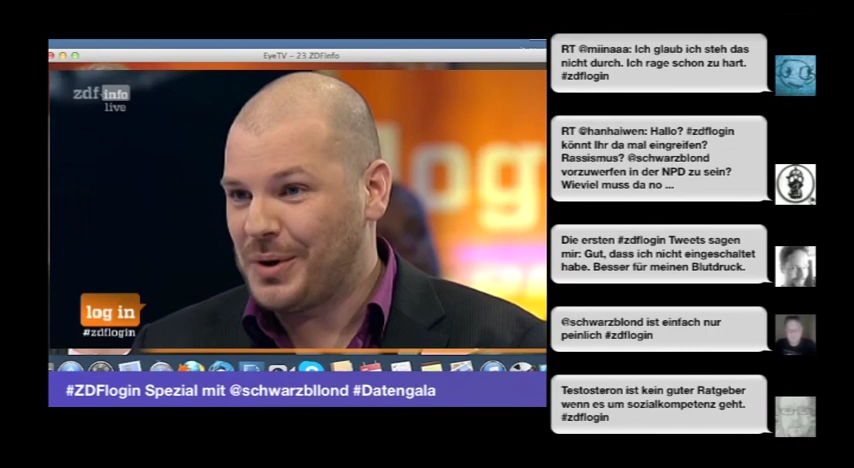 EyeTV – 23 ZDFinfo
zdf info
live
log
log in
#zdflogin
#ZDFlogin Spezial mit @schwarzbllond #Datengala
RT @miinaaa: Ich glaub ich steh das
nicht durch. Ich rage schon zu hart.
#zdflogin
RT @hanhaiwen: Hallo? #zdflogin
könnt Ihr da mal eingreifen?
Rassismus? @schwarzblond
vorzuwerfen in der NPD zu sein?
Wieviel muss da no ...
Die ersten #zdflogin Tweets sagen
mir: Gut, dass ich nicht eingeschaltet
habe. Besser für meinen Blutdruck.
@schwarzblond ist einfach nur
peinlich #zdflogin
Testosteron ist kein guter Ratgeber
wenn es um sozialkompetenz geht.
#zdflogin